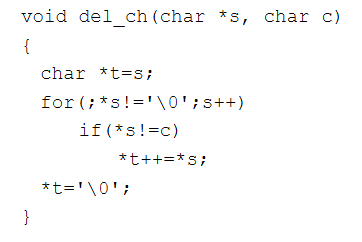 void del_ch(char *s, char c)
{
char *t=s;
for(;*s!='\0';s++)
if(*s!=c)
*t++=*s;
*t='\0';
}